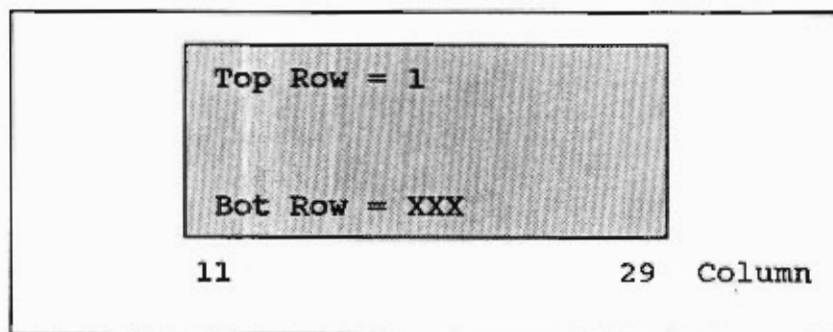 Top Row = 1
Bot Row = XXX
11 29 Column